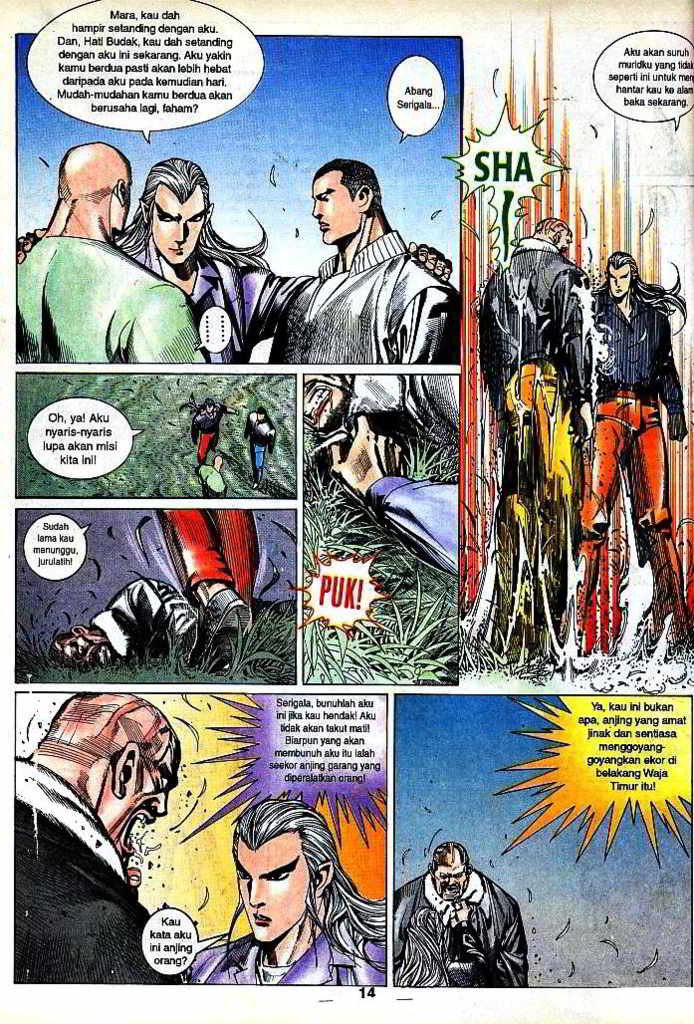 Mara, kau dah
hampir setanding dengan aku.
Dan, Hati Budak, kau dah setanding
dengan aku ini sekarang. Aku yakin
kamu berdua pasti akan lebih hebat
daripada aku pada kemudian hari.
Mudah-mudahan kamu berdua akan
berusaha lagi, faham?
Abang
Serigala...
......
Oh, ya! Aku
nyaris-nyaris
lupa akan misi
kita ini!
Sudah
lama kau
menunggu,
jurulatih!
PUK!
Aku akan suruh
muridku yang tidak
seperti ini untuk
hantar kau ke
baka sekarang.
SHA
Serigala, bunuhlah aku
ini jika kau hendak! Aku
tidak akan takut mati!
Biarpun yang akan
membunuh aku itu ialah
seekor anjing garang yang
diperalatkan orang!
Kau
kata aku
ini anjing
orang?
Ya, kau ini bukan
apa, anjing yang amat
jinak dan sentiasa
menggoyang-
goyangkan ekor di
belakang Waja
Timur itu!
14